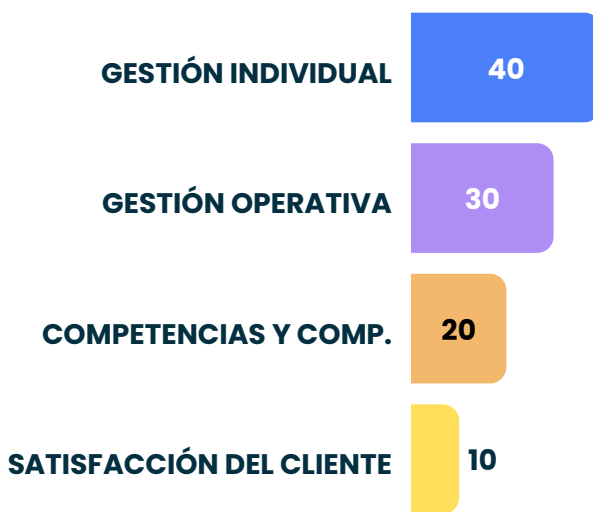 GESTIÓN INDIVIDUAL 40
GESTIÓN OPERATIVA 30
COMPETENCIAS Y COMP. 20
SATISFACCIÓN DEL CLIENTE 10